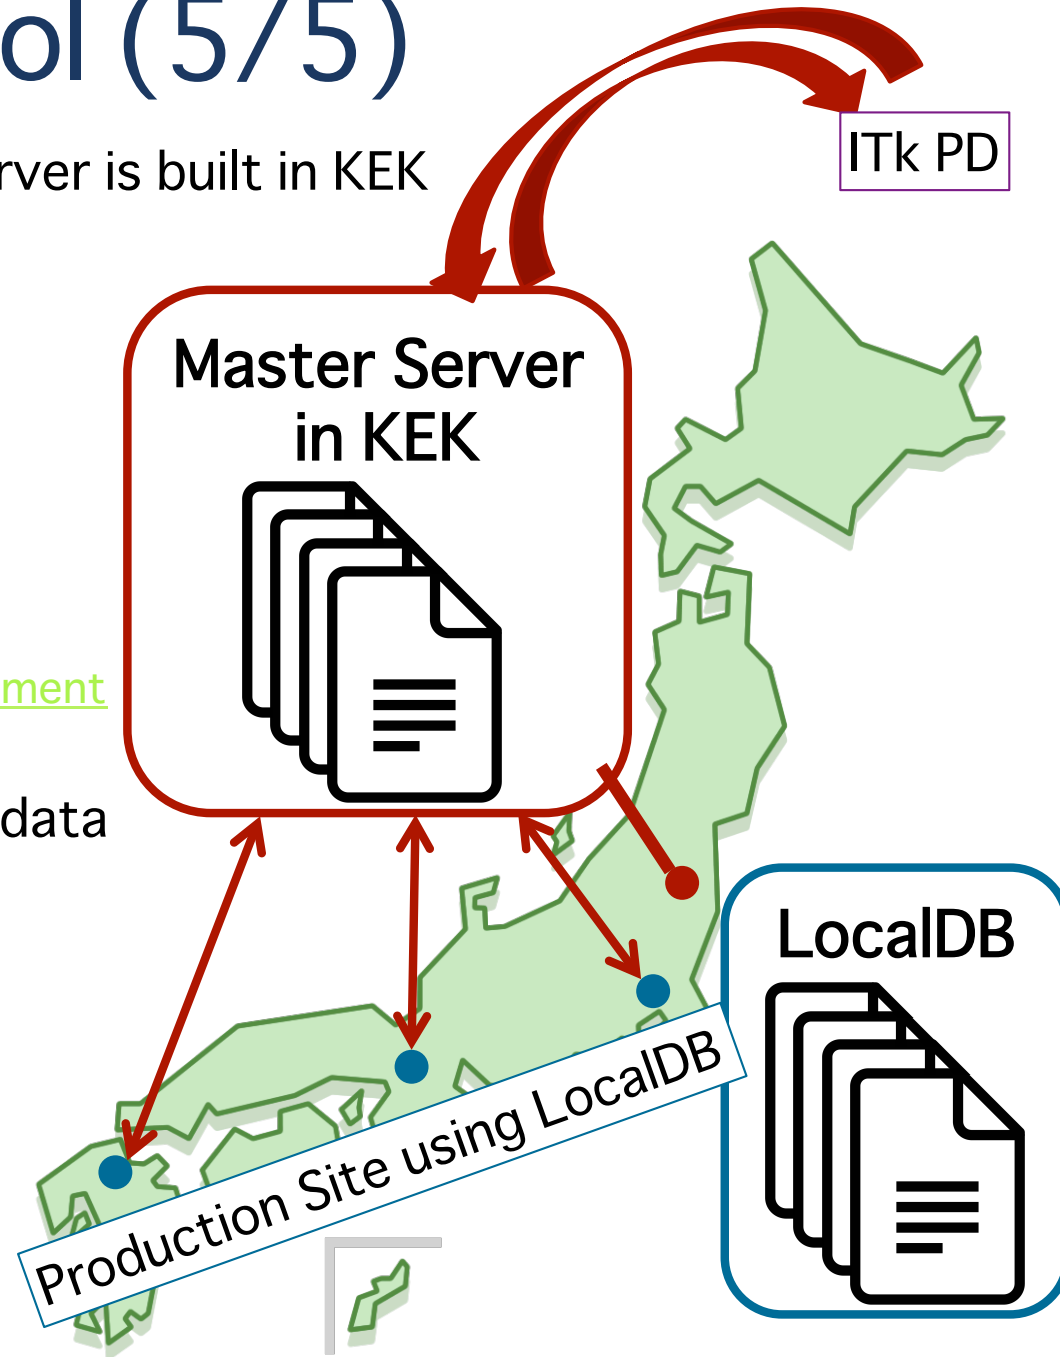 ol (5/5)
ITk PD
rver is built in KEK
Master Server
in KEK
ment
data
LocalDB
Production Site using LocalDB